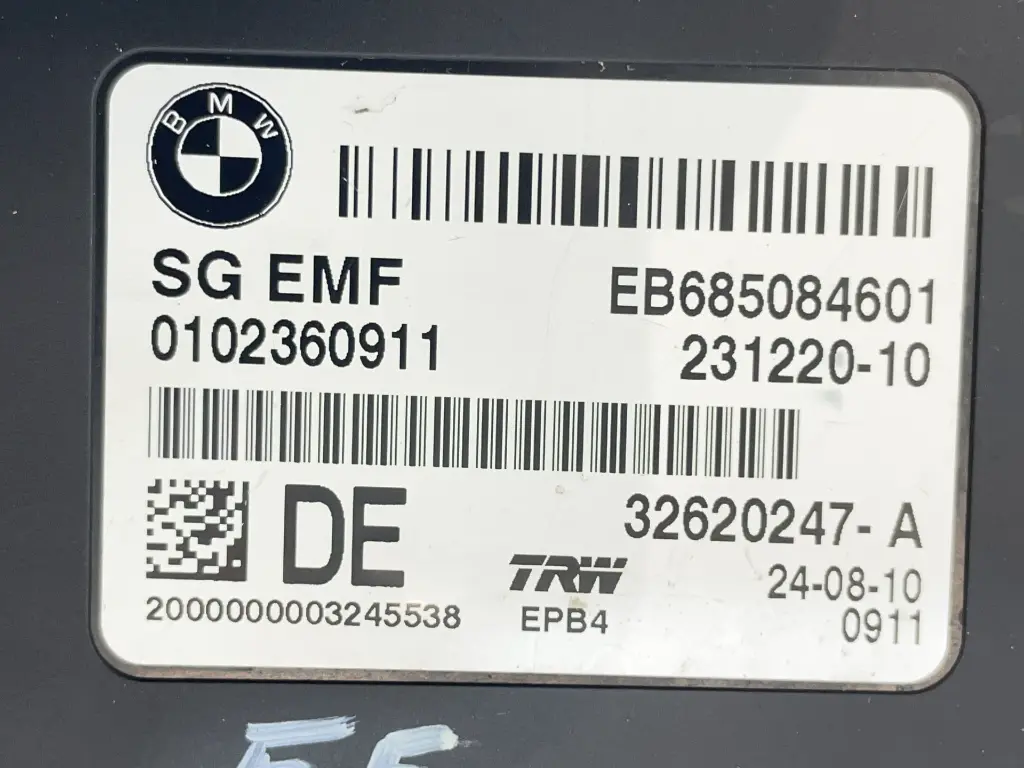 BMW
SG EMF
EB685084601
0102360911
231220-10
DE
32620247- A
TRW
24-08-10
2000000003245538
EPB4
0911